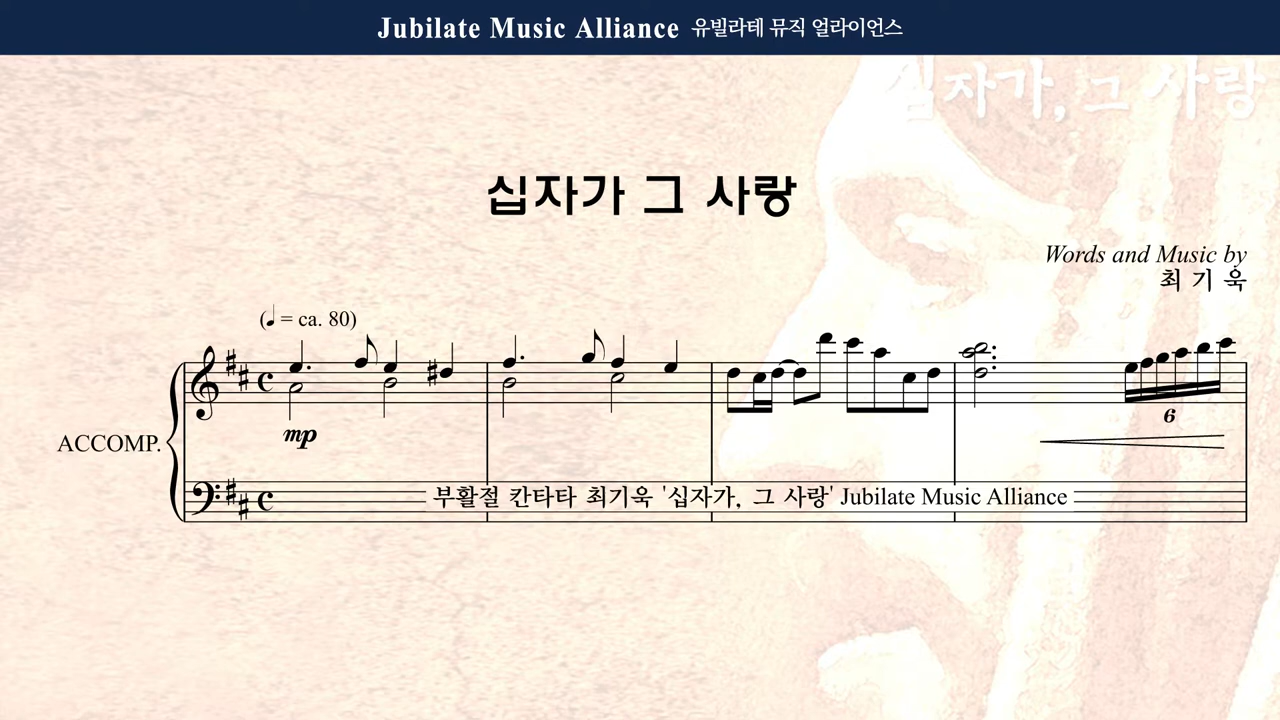 Jubilate Music Alliance 유빌라테 뮤직 얼라이언스
십자가, 그 사랑
십자가 그 사랑
Words and Music by
최 기 욱
(♩ = ca. 80)
mp
6
ACCOMP.
부활절 칸타타 최기욱 '십자가, 그 사랑' Jubilate Music Alliance